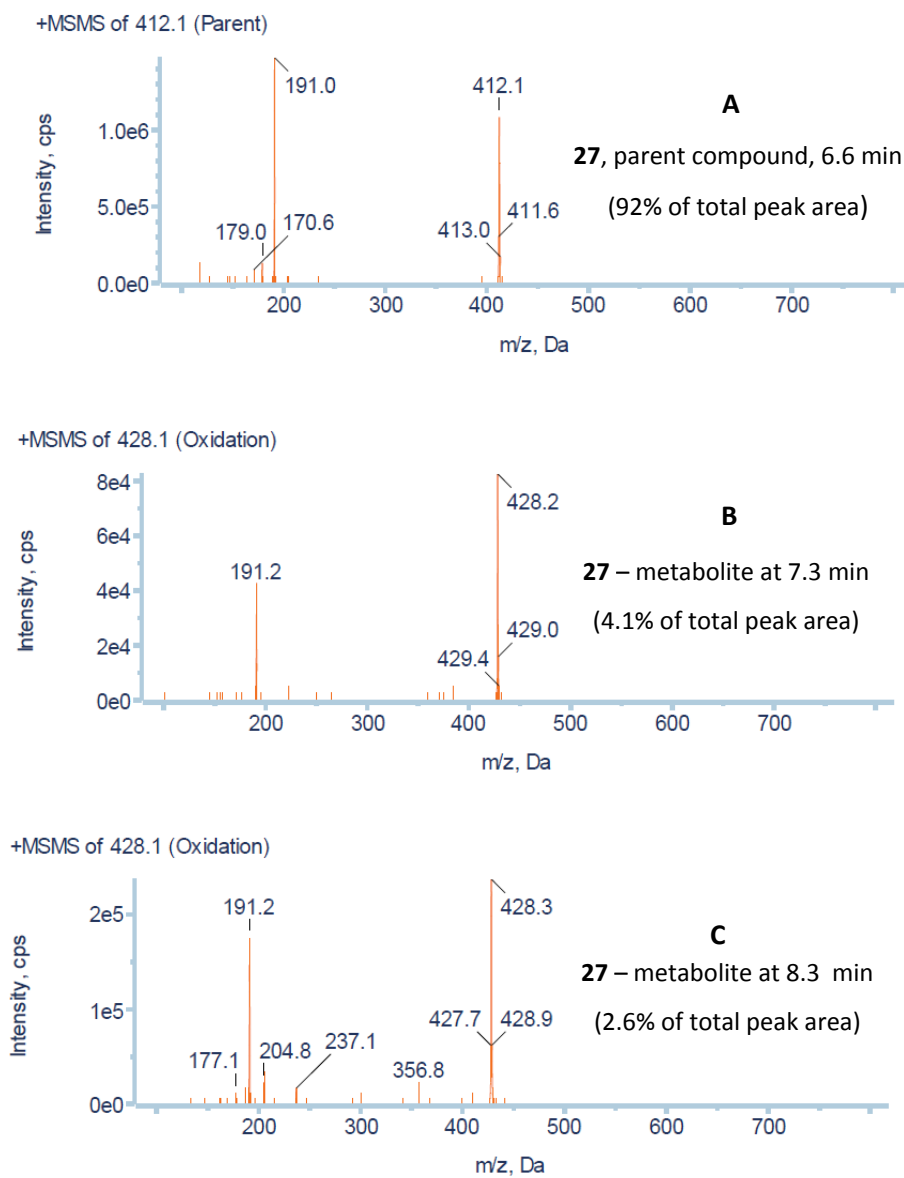 +MSMS of 412.1 (Parent)
191.0
412.1
A
1.0e6
27, parent compound, 6.6 min
Intensity, cps
5.0e5
179.0
170.6
413.0
411.6
(92% of total peak area)
0.0e0
200 300 400 500 600 700
m/z, Da
+MSMS of 428.1 (Oxidation)
8e4
428.2
B
6e4
27 – metabolite at 7.3 min
Intensity, cps
191.2
4e4
(4.1% of total peak area)
2e4
429.4
429.0
0e0
200 300 400 500 600 700
m/z, Da
+MSMS of 428.1 (Oxidation)
2e5
191.2
428.3
C
27 – metabolite at 8.3 min
Intensity, cps
1e5
177.1
204.8
237.1
356.8
427.7
428.9
(2.6% of total peak area)
0e0
200 300 400 500 600 700
m/z, Da